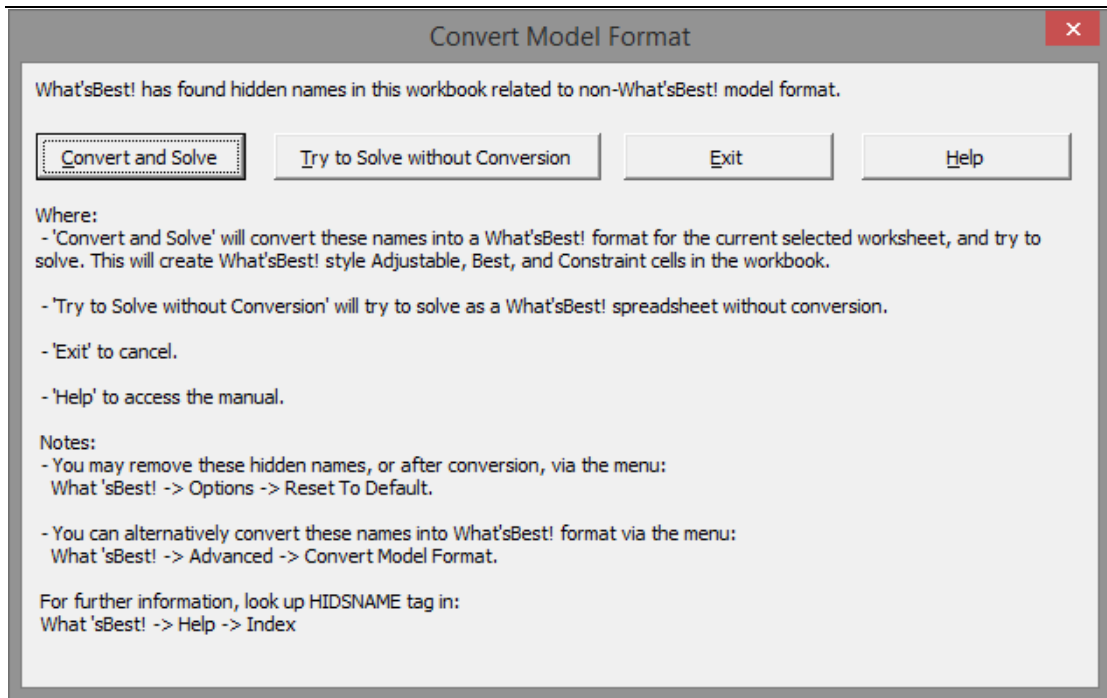 Convert Model Format
What'sBest! has found hidden names in this workbook related to non-What'sBest! model format.
Convert and Solve Try to Solve without Conversion Exit Help
Where:
- 'Convert and Solve' will convert these names into a What'sBest! format for the current selected worksheet, and try to
solve. This will create What'sBest! style Adjustable, Best, and Constraint cells in the workbook.
- 'Try to Solve without Conversion' will try to solve as a What'sBest! spreadsheet without conversion.
- 'Exit' to cancel.
- 'Help' to access the manual.
Notes:
- You may remove these hidden names, or after conversion, via the menu:
What 'sBest! -> Options -> Reset To Default.
- You can alternatively convert these names into What'sBest! format via the menu:
What 'sBest! -> Advanced -> Convert Model Format.
For further information, look up HIDSNAME tag in:
What 'sBest! -> Help -> Index